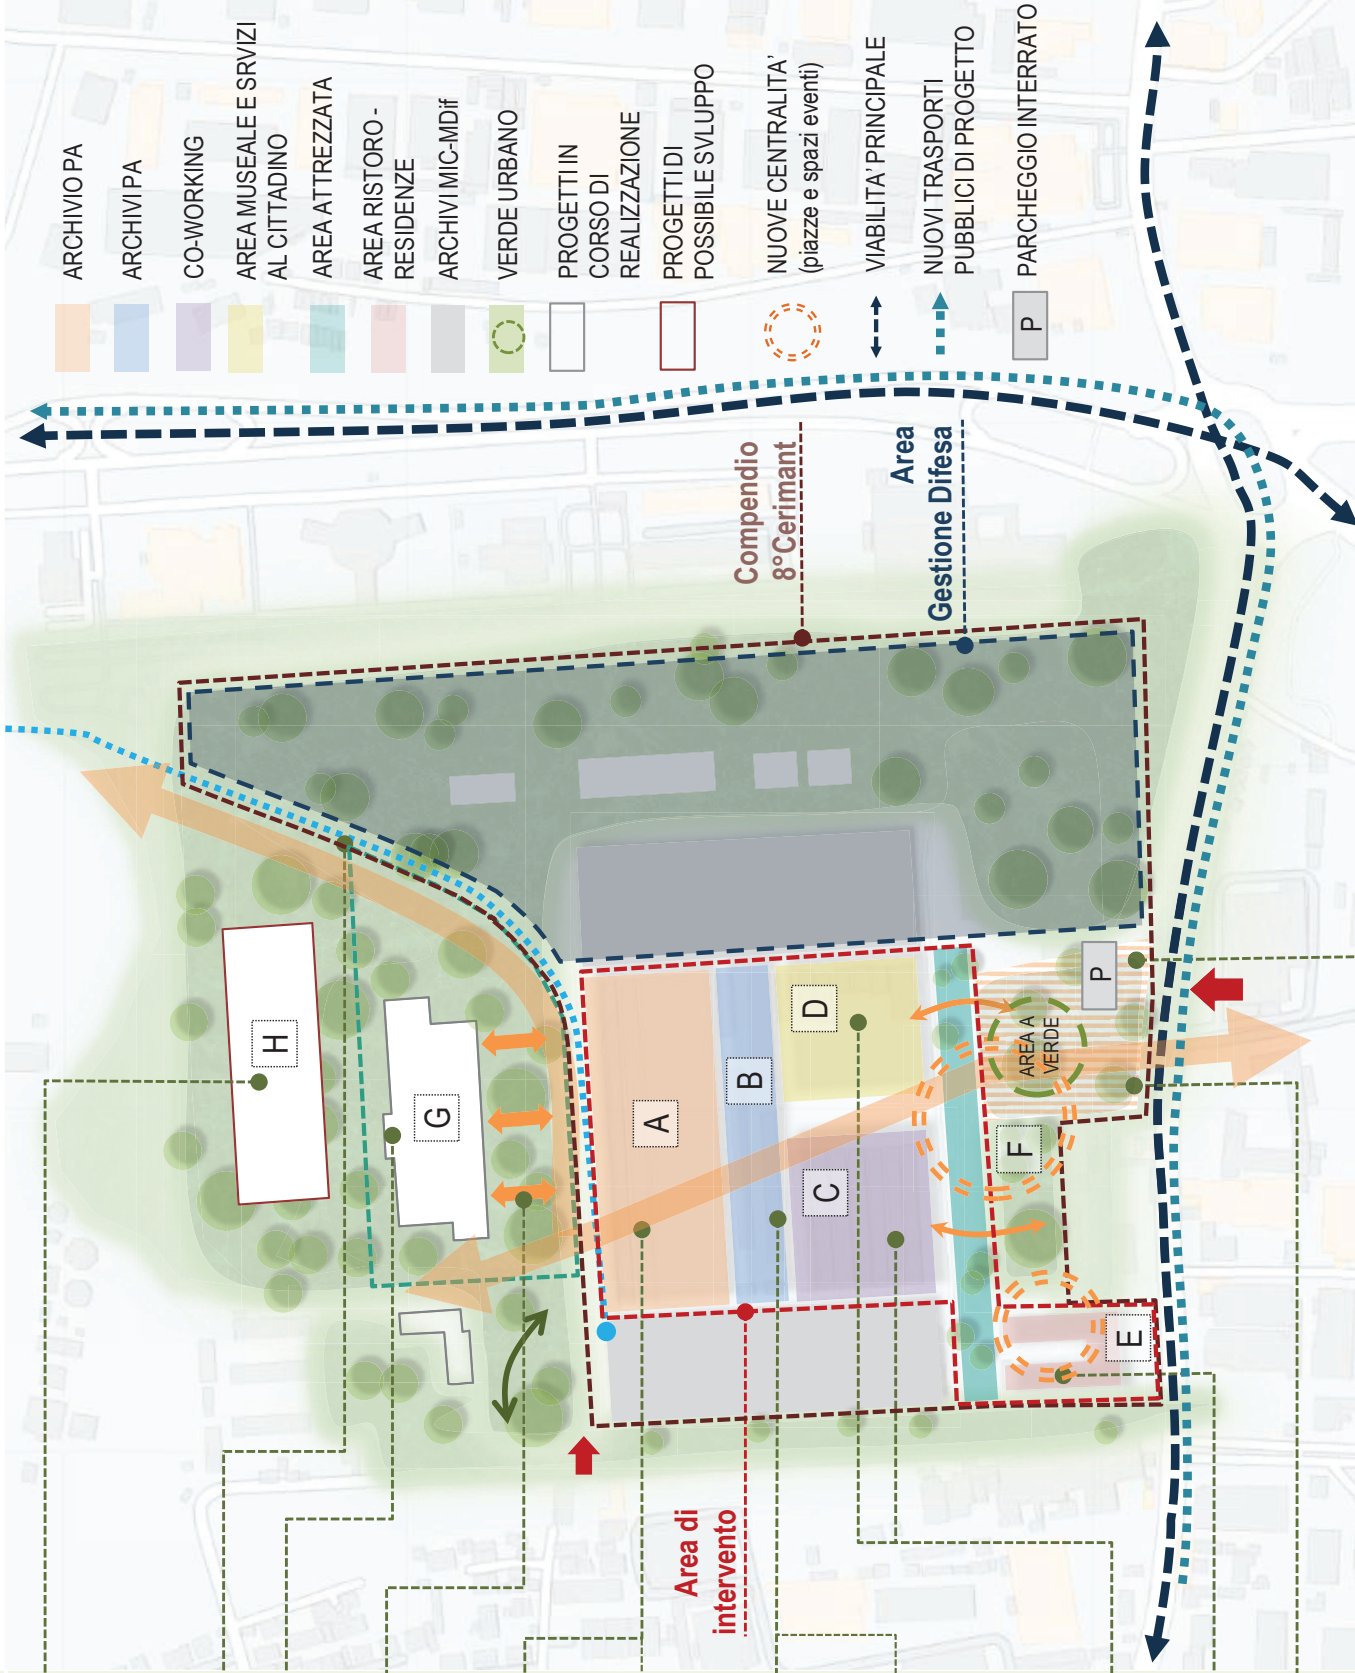 ARCHIVIO PA
ARCHIVI PA
CO-WORKING
AREA MUSEALE E SRVIZI
AL CITTADINO
AREA ATTREZZATA
AREA RISTORO -
RESIDENZE
ARCHIVI MIC-MDif
VERDE URBANO
PROGETTI IN
CORSO DI
REALIZZAZIONE
PROGETTI DI
POSSIBILE SVLUPPO
NUOVE CENTRALITA'
(piazze e spazi eventi)
VIABILITA' PRINCIPALE
NUOVI TRASPORTI
PUBBLICI DI PROGETTO
P
PARCHEGGIO INTERRATO
Compendio
8°Cerimant
Area
Gestione Difesa
H
G
A
B
D
C
P
AREA A
VERDE
F
E
Area di
intervento